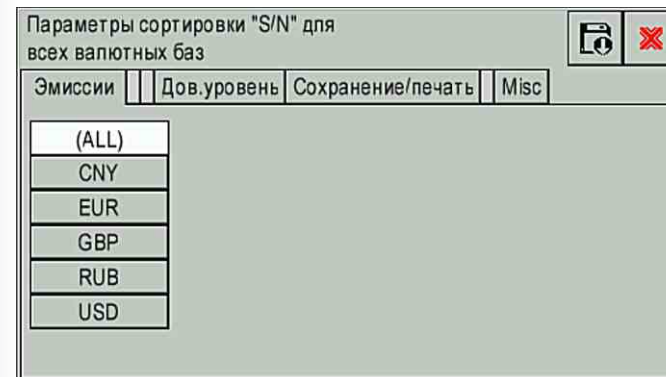 Параметры сортировки "S/N" для
всех валютных баз
Эмиссии Дов.уровень Сохранение/печать Misc
(ALL)
CNY
EUR
GBP
RUB
USD